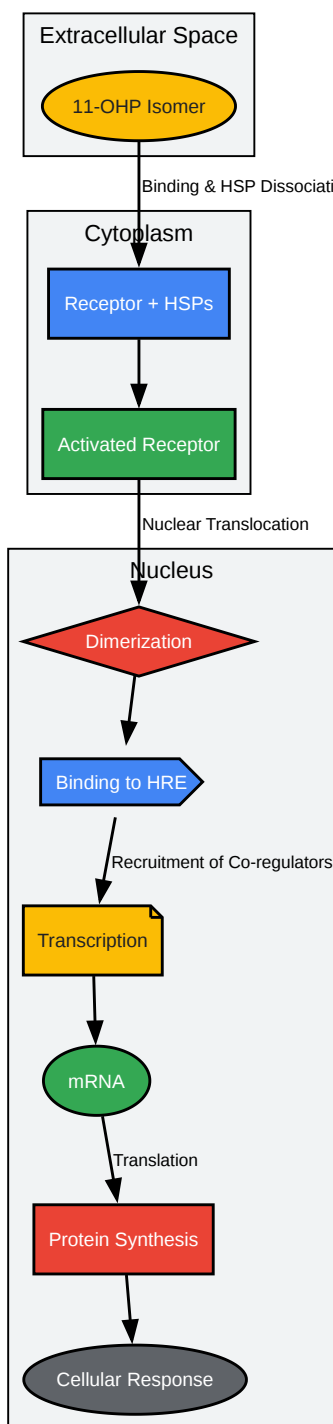 Extracellular Space
11-OHP Isomer
Binding & HSP Dissociati
Cytoplasm
Receptor + HSPs
Activated Receptor
Nuclear Translocation
Nucleus
Dimerization
Binding to HRE
Recruitment of Co-regulators
Transcription
mRNA
Translation
Protein Synthesis
Cellular Response